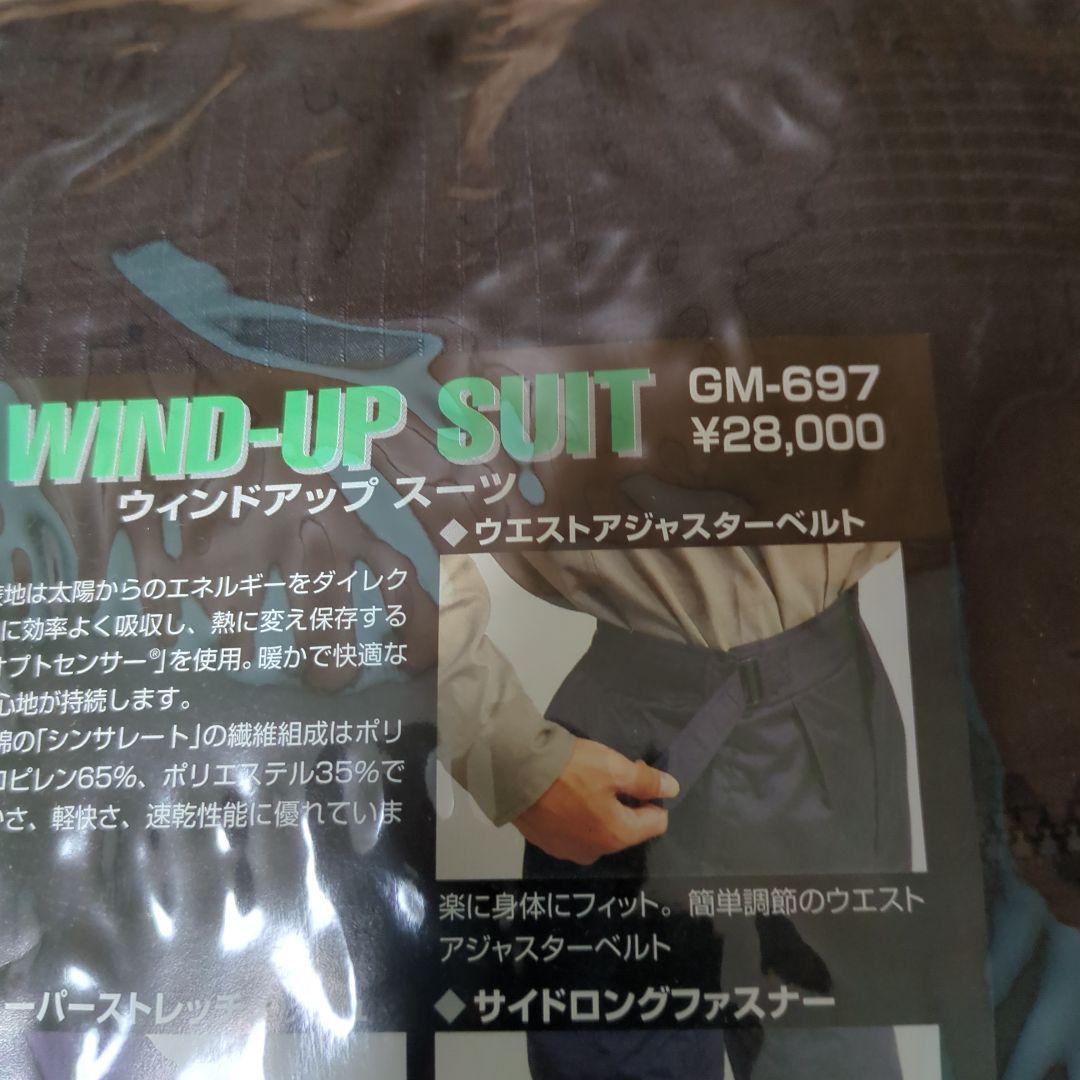 WIND-UP SUIT
GM-697
¥28,000
ウィンドアップ スーツ
◆ウエストアジャスターベルト
表地は太陽からのエネルギーをダイレク
に効率よく吸収し、熱に変え保存する
サプトセンサー®」を使用。暖かで快適な
心地が持続します。
綿の「シンサレート」の繊維組成はポリ
ロピレン65%、ポリエステル35%で
さ、軽快さ、速乾性能に優れていま
楽に身体にフィット。簡単調節のウエスト
アジャスターベルト
ーパーストレッチ
◆サイドロングファスナー